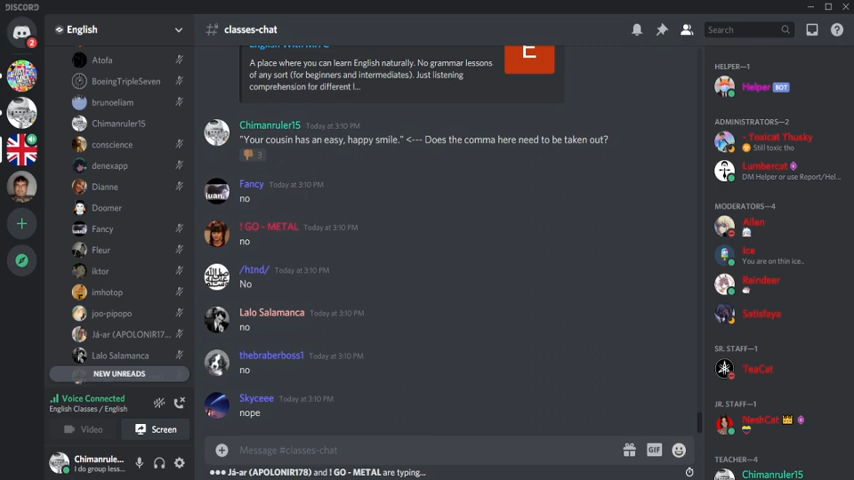 DISCORD
English
classes-chat
Search
2
Atofa
BoeingTripleSeven
brunoeliam
Chimanruler15
conscience
denexapp
Dianne
Doomer
Fancy
Fleur
iktor
imhotop
joo-pipopo
Já-ar (APOLONIR17...
Lalo Salamanca
NEW UNREADS
Voice Connected
English Classes / English
Video
Screen
Chimanru...
I do group less...
A place where you can learn English naturally. No grammar lessons
of any sort (for beginners and intermediates). Just listening
comprehension for different l...
E
Chimanruler15 Today at 3:10 PM
"Your cousin has an easy, happy smile." <--- Does the comma here need to be taken out?
3
Fancy Today at 3:10 PM
no
! GO - METAL Today at 3:10 PM
no
/hɪnd/ Today at 3:10 PM
No
Lalo Salamanca Today at 3:10 PM
no
thebraberboss1 Today at 3:10 PM
no
Skyceee Today at 3:10 PM
nope
Message #classes-chat
GIF
Já-ar (APOLONIR178) and ! GO - METAL are typing...
HELPER—1
Helper BOT
ADMINISTRATORS—2
- Toxicat Thusky
Still toxic tho
Lumbercat
DM Helper or use Report/Hel...
MODERATORS—4
Allen
Ice
You are on thin ice..
Reindeer
Satisfaya
SR. STAFF—1
TeaCat
JR. STAFF—1
NeshCat
TEACHER—4
Chimanruler15